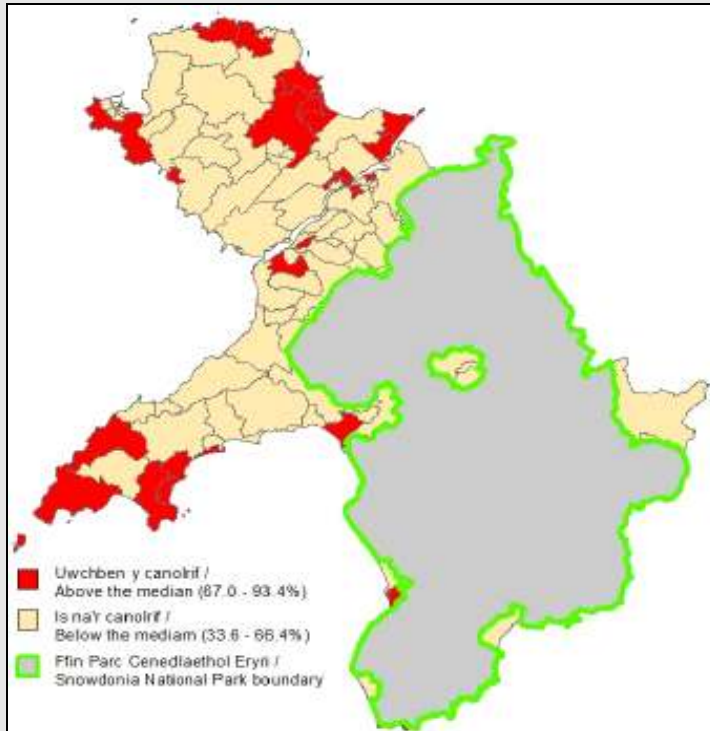 Uwchben y canolrif /
Above the median (67.0 - 93.4%)
Is na'r canolrif /
Below the mediam (33.6 - 66.4%)
Ffin Parc Cenedlaethol Eryri /
Snowdonia National Park boundary